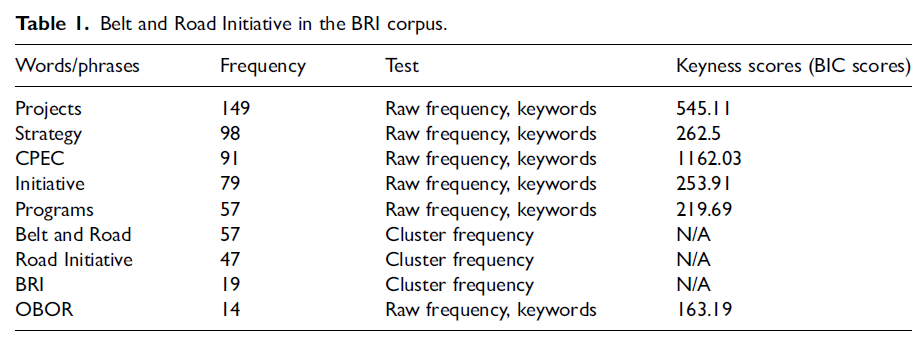 Table 1. Belt and Road Initiative in the BRI corpus.
Words/phrases Frequency Test Keyness scores (BIC scores)
Projects 149 Raw frequency, keywords 545.11
Strategy 98 Raw frequency, keywords 262.5
CPEC 91 Raw frequency, keywords 1162.03
Initiative 79 Raw frequency, keywords 253.91
Programs 57 Raw frequency, keywords 219.69
Belt and Road 57 Cluster frequency N/A
Road Initiative 47 Cluster frequency N/A
BRI 19 Cluster frequency N/A
OBOR 14 Raw frequency, keywords 163.19